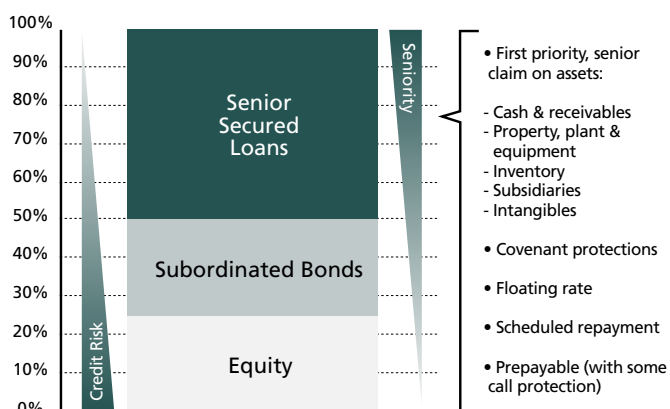 100%
90%
80%
70%
60%
50%
40%
30%
20%
10%
0%
Credit Risk
Senior
Secured
Loans
Subordinated Bonds
Equity
Seniority
• First priority, senior
claim on assets:
- Cash & receivables
- Property, plant &
equipment
- Inventory
- Subsidiaries
- Intangibles
• Covenant protections
• Floating rate
• Scheduled repayment
• Prepayable (with some
call protection)